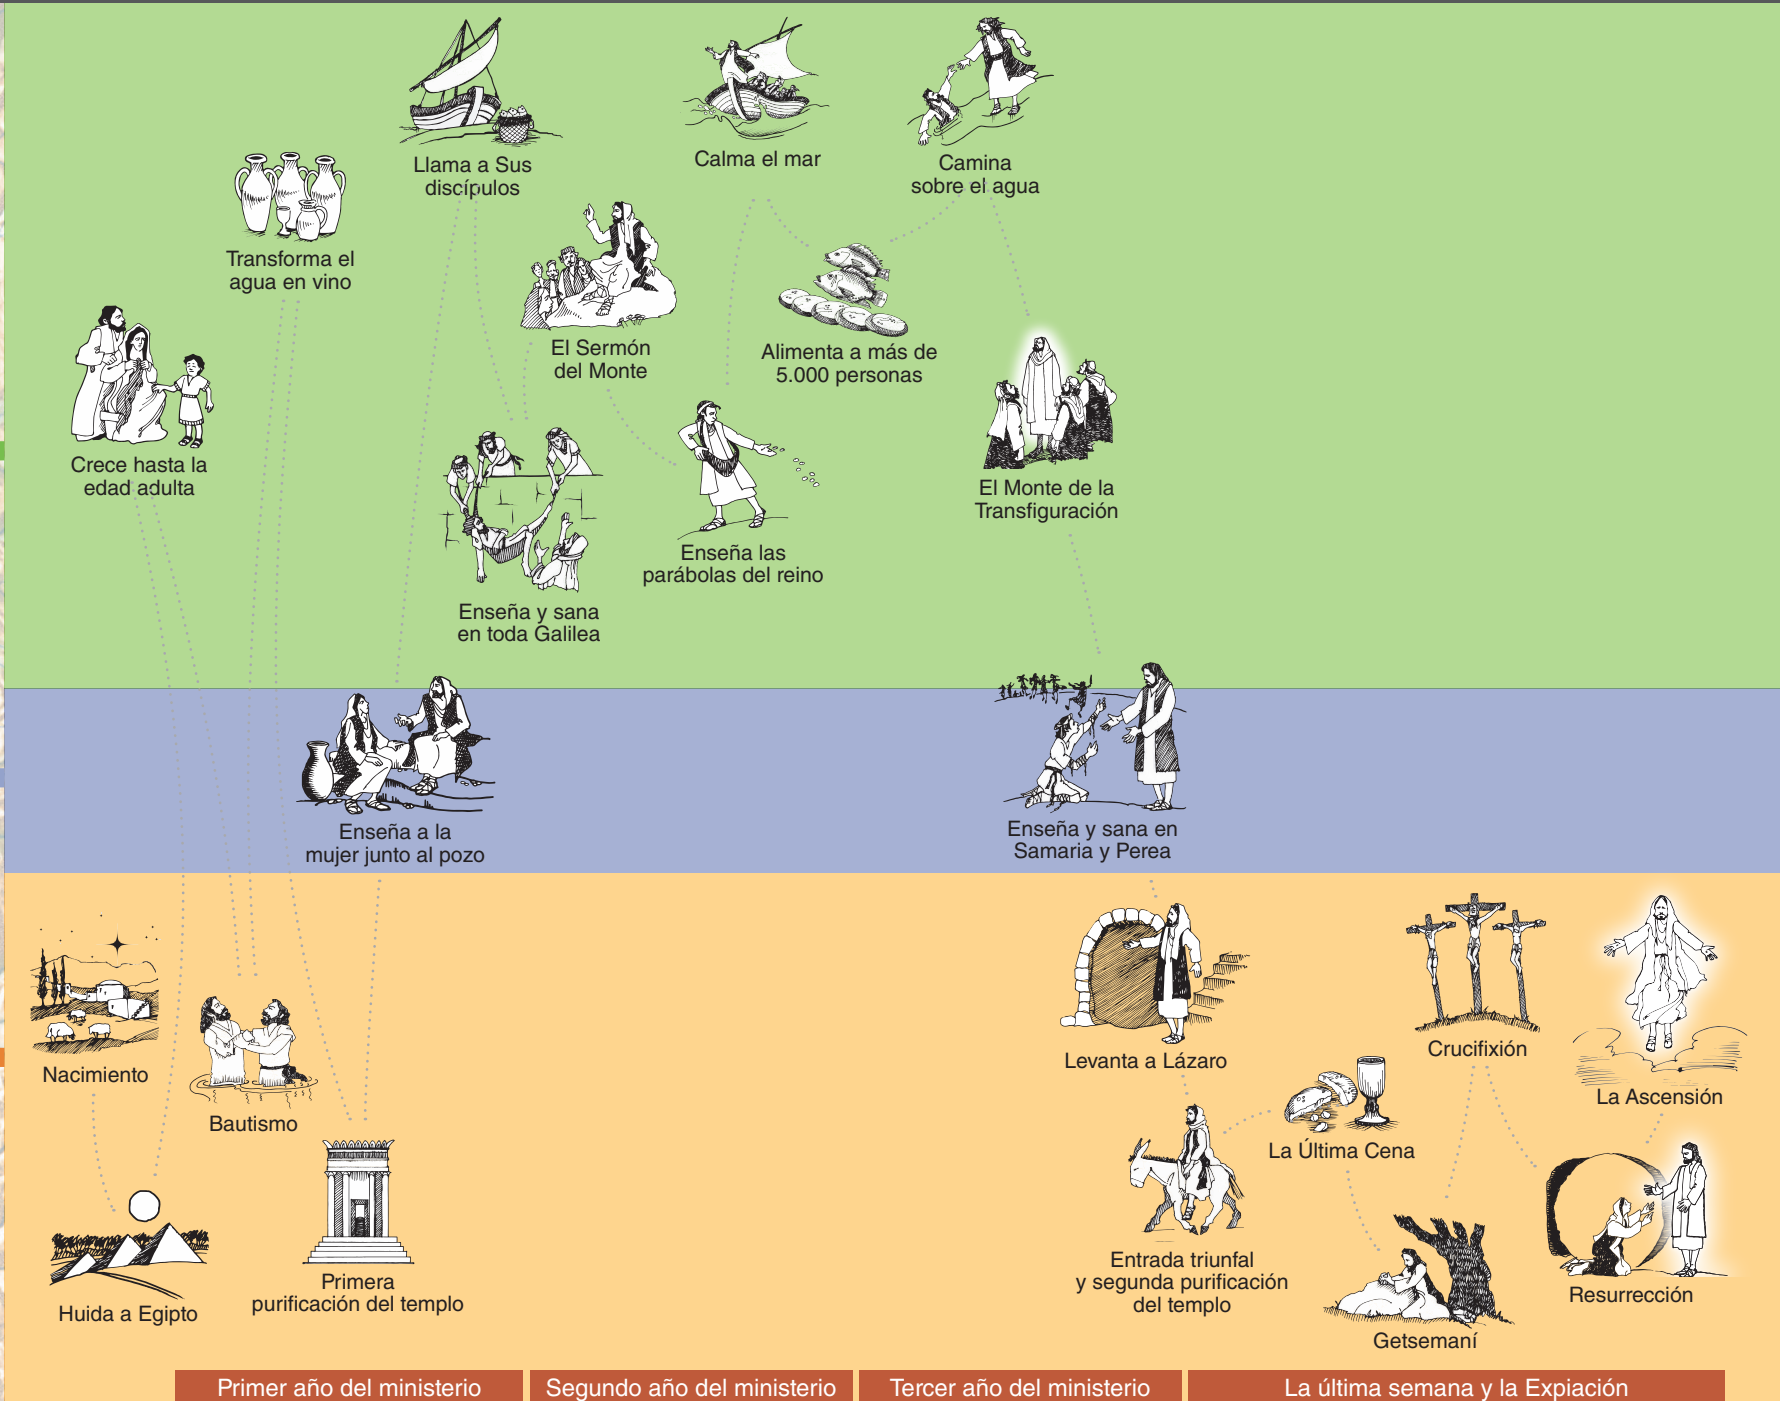 Llama a Sus
discípulos
Calma el mar
Camina
sobre el agua
Transforma el
agua en vino
El Sermón
del Monte
Alimenta a más de
5.000 personas
Crece hasta la
edad adulta
El Monte de la
Transfiguración
Enseña las
parábolas del reino
Enseña y sana
en toda Galilea
Enseña a la
mujer junto al pozo
Enseña y sana en
Samaria y Perea
Nacimiento
Bautismo
Levanta a Lázaro
Crucifixión
La Ascensión
La Última Cena
Huida a Egipto
Primera
purificación del templo
Entrada triunfal
y segunda purificación
del templo
Getsemaní
Resurrección
Primer año del ministerio
Segundo año del ministerio
Tercer año del ministerio
La última semana y la Expiación